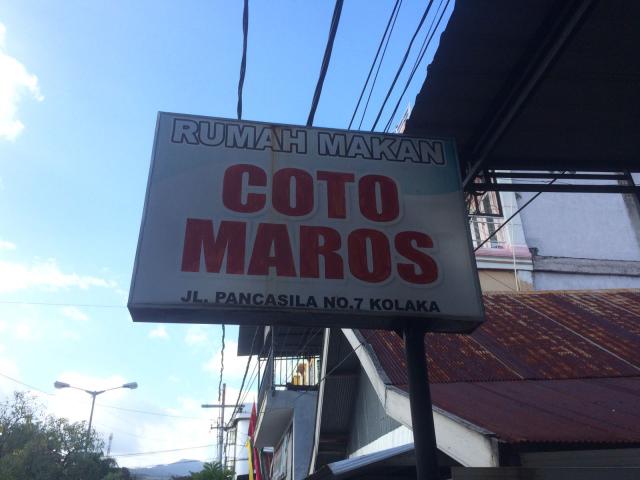 RUMAH MAKAN
COTO
MAROS
JL. PANCASILA NO.7 KOLAKA